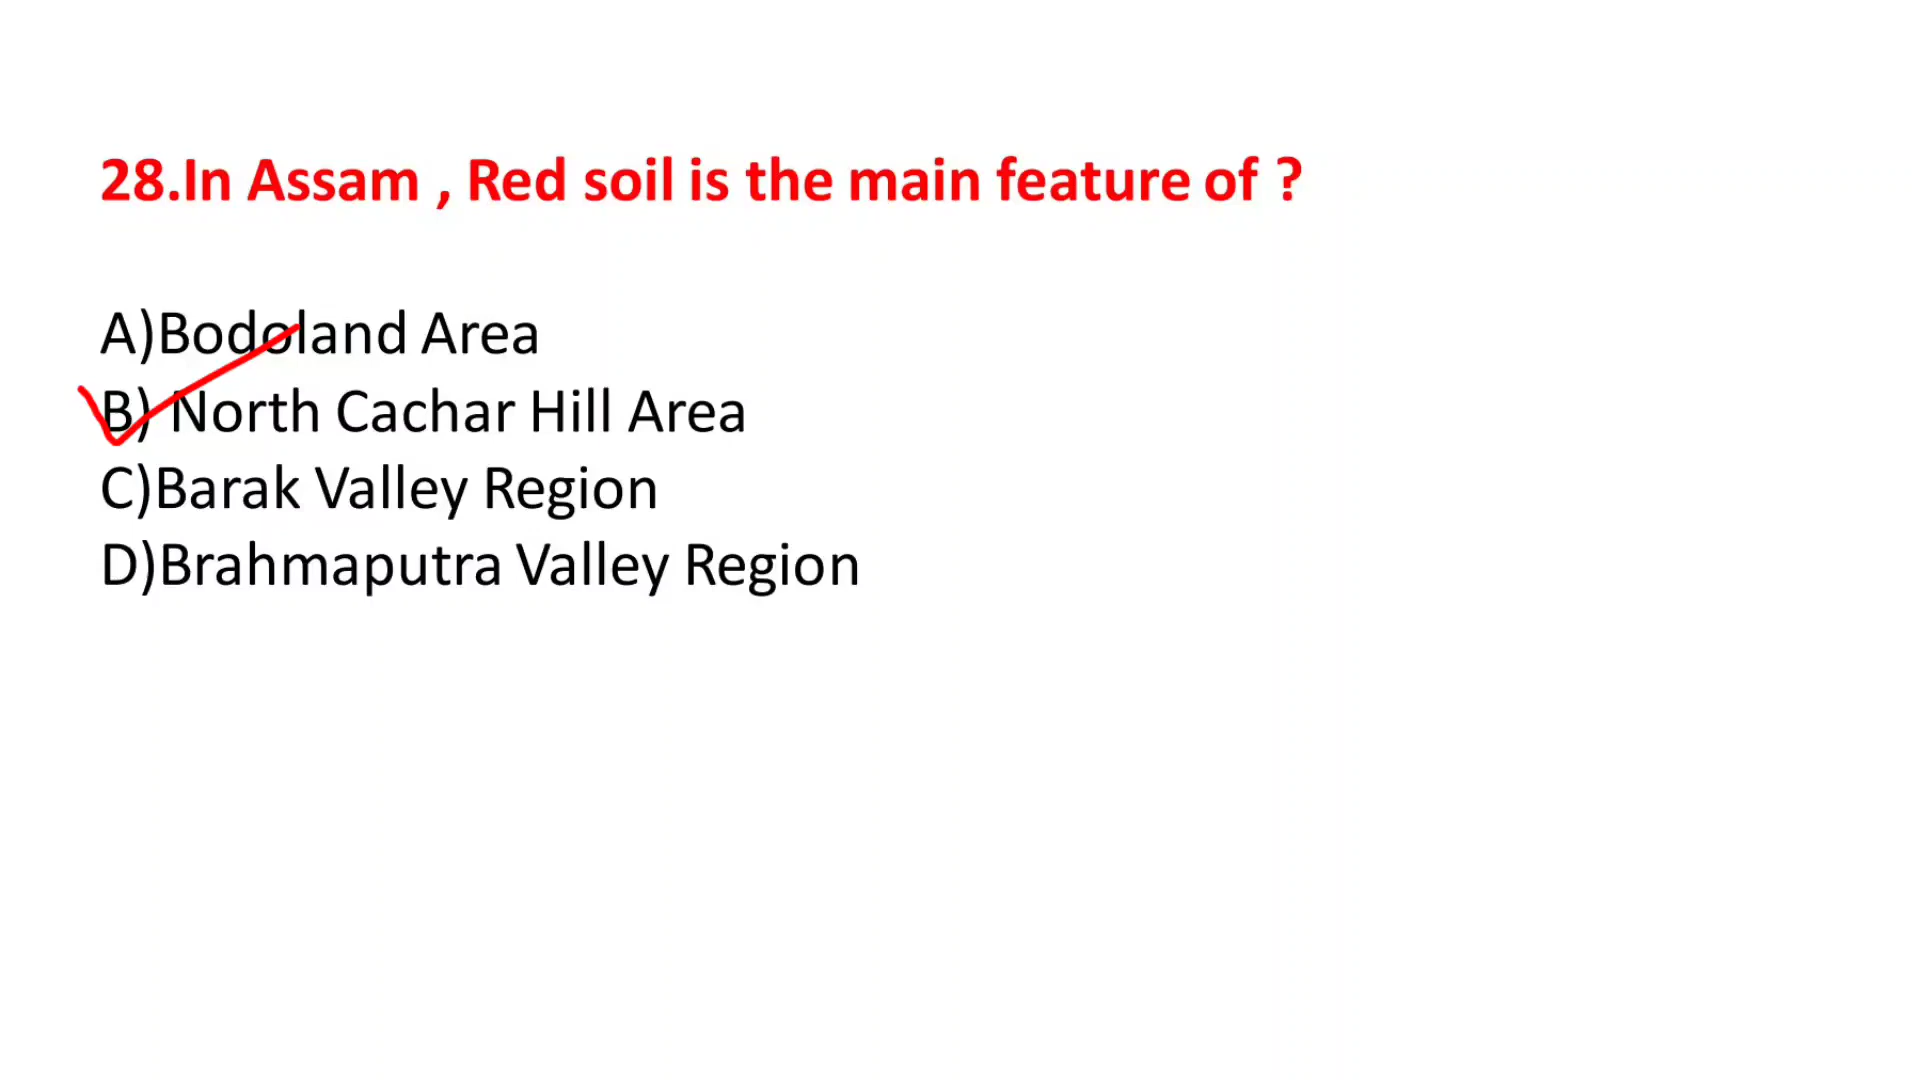 28.In Assam , Red soil is the main feature of ?
A)Bodoland Area
B) North Cachar Hill Area
C)Barak Valley Region
D)Brahmaputra Valley Region